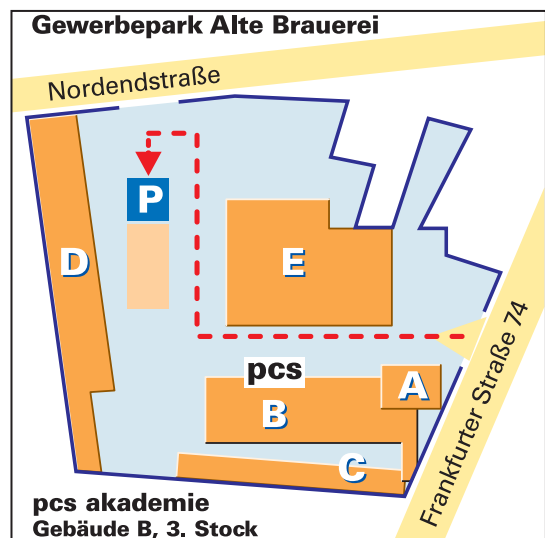 Gewerbepark Alte Brauerei
Nordendstraße
P
D
E
pcs
A
B
C
Frankfurter Straße 74
pcs akademie
Gebäude B, 3. Stock